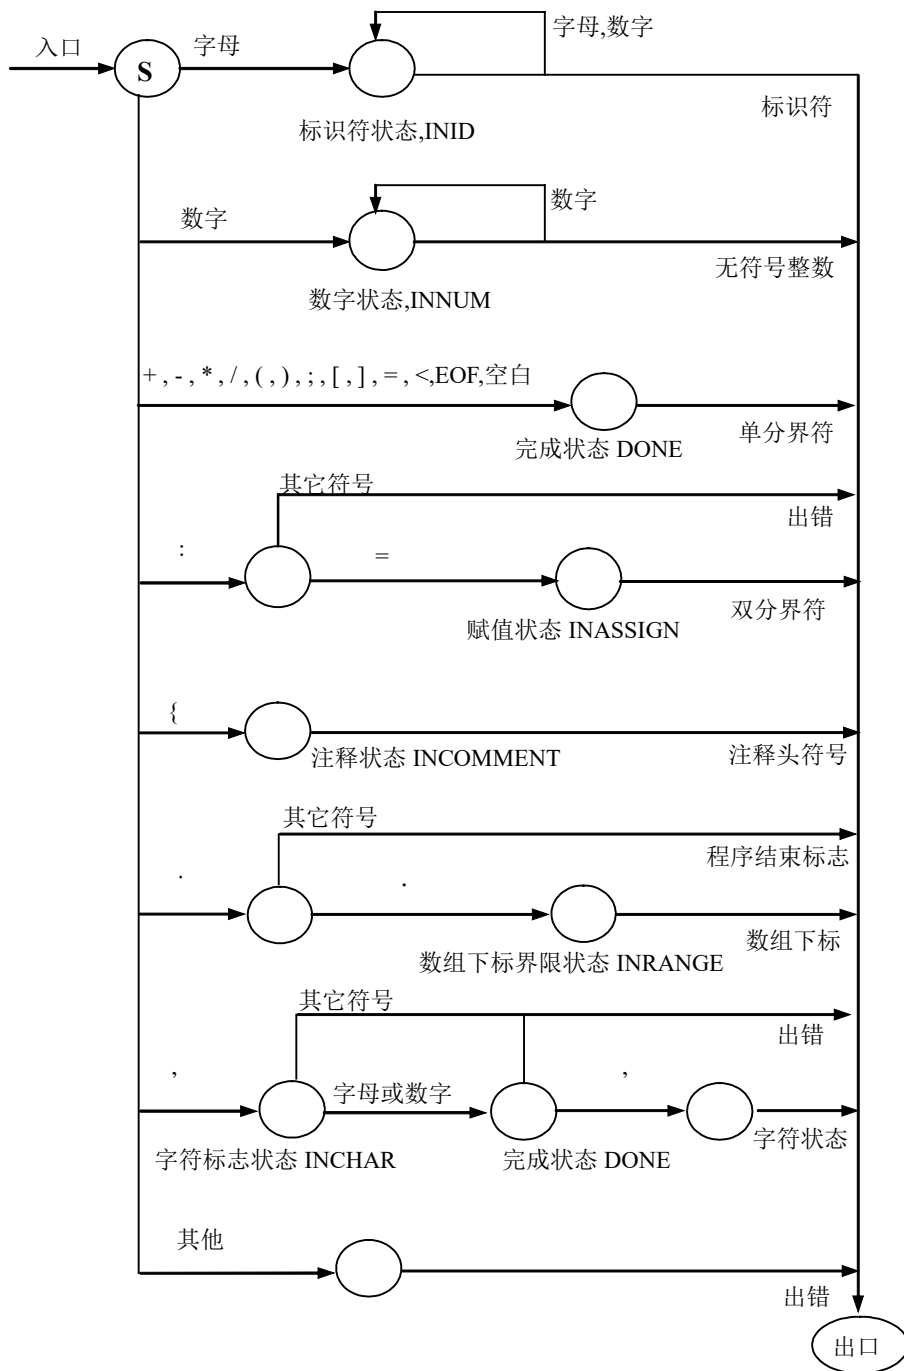 入口
S
字母
字母,数字
标识符状态,INID
标识符
数字
数字
数字状态,INNUM
无符号整数
+ , - , * , / , ( , ) , ; , [ , ] , = , <,EOF,空白
完成状态 DONE
单分界符
其它符号
出错
:
=
赋值状态 INASSIGN
双分界符
{
注释状态 INCOMMENT
注释头符号
其它符号
程序结束标志
.
.
数组下标界限状态 INRANGE
数组下标
其它符号
出错
,
字母或数字
,
字符标志状态 INCHAR
完成状态 DONE
字符状态
其他
出错
出口